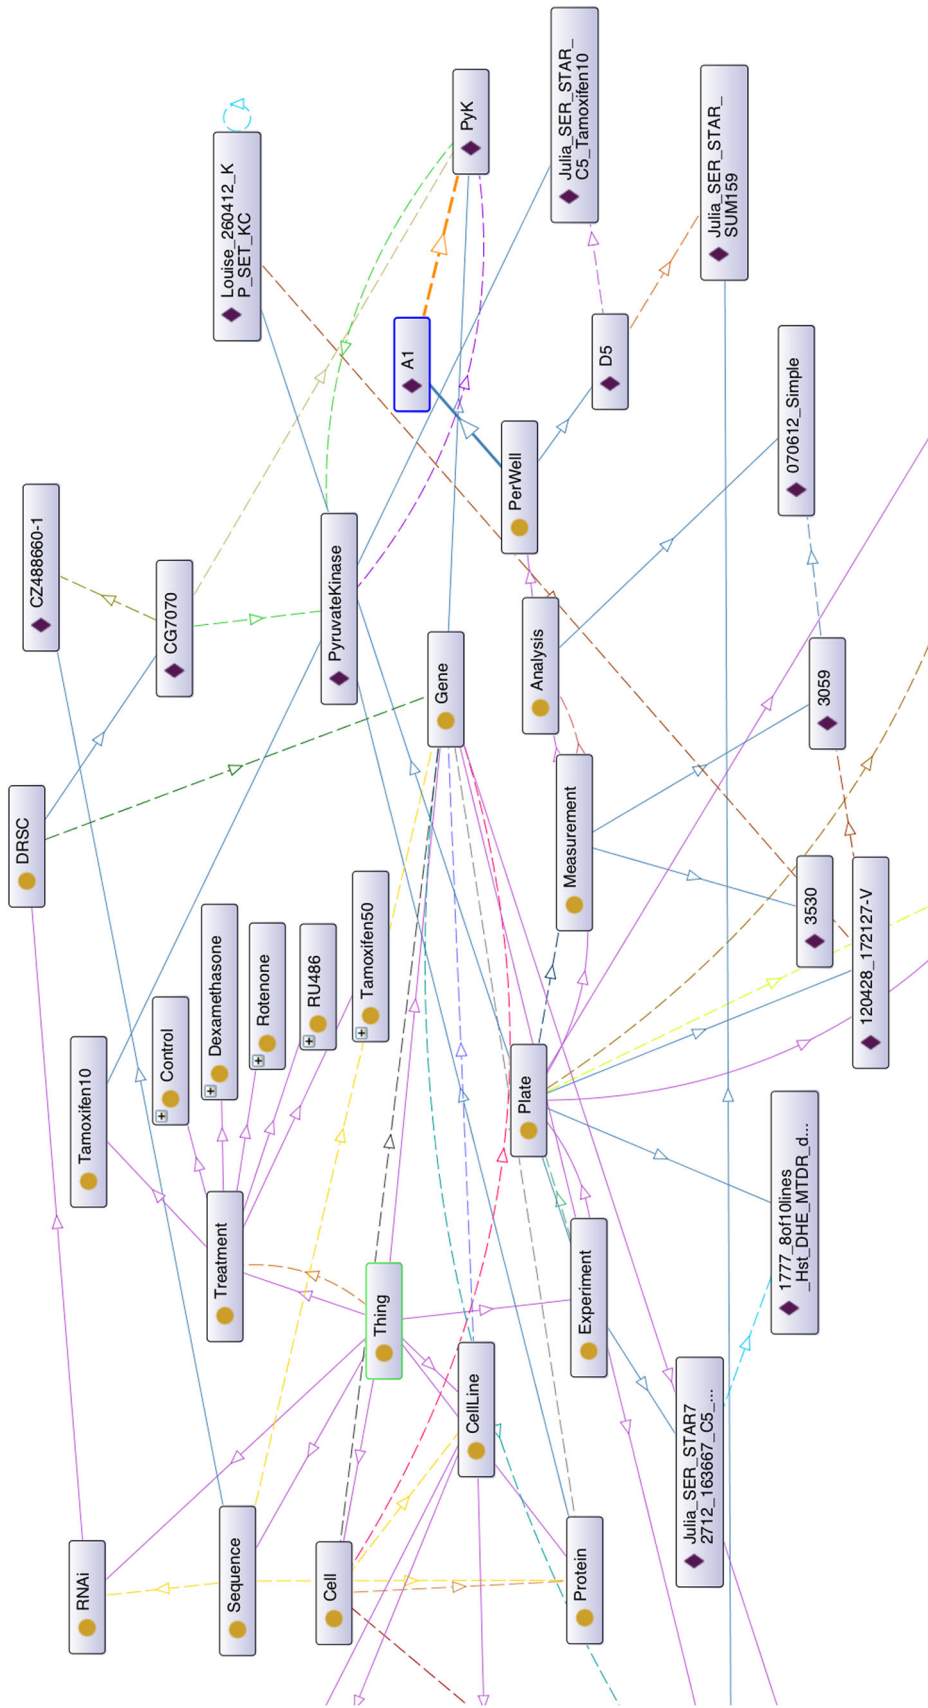 RNAi
DRSC
CZ488660-1
Tamoxifen10
Control
CG7070
Sequence
Treatment
Dexamethasone
Rotenone
RU486
Tamoxifen50
Louise_260412_K
P_SET_KC
Cell
Thing
PyruvateKinase
A1
PyK
CellLine
Gene
Plate
PerWell
Analysis
Julia_SER_STAR_
C5_Tamoxifen10
Protein
Experiment
Measurement
D5
Julia_SER_STAR7
2712_163667_C5_...
Julia_SER_STAR_
SUM159
1777_8of10lines
_Hst_DHE_MTDR_d...
3530
3059
070612_Simple
120428_172127-V